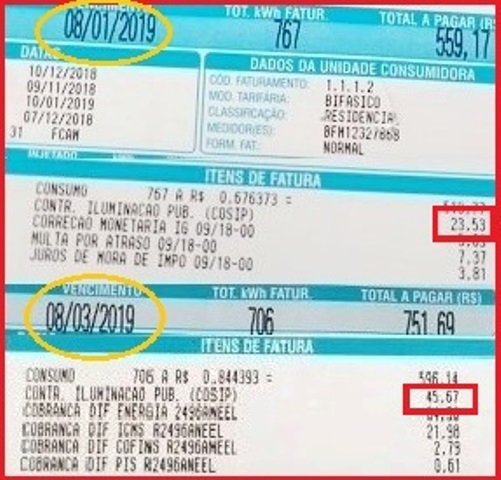 VENCIMENTO TOT. kWh FATUR. TOTAL A PAGAR (R$
08/01/2019 767 559,17
DATAS DADOS DA UNIDADE CONSUMIDORA
10/12/2018 CÓD. FATURAMENTO: 1.1.1.2
09/11/2018 MOD. TARIFÁRIA: BIFASICO
10/01/2019 CLASSIFICAÇÃO: RESIDENCIA
07/12/2018 MEDIDOR(ES):
31 FCAM FORM. FAT: NORMAL
INJETADO
ITENS DE FATURA
CONSUMO 767 A R$ 0.676373 =
CONTR. ILUMINACAO PUB. (COSIP) 23,53
CORRECAO MONETARIA IG 09/18-00
MULTA POR ATRASO 09/18-00 7,37
JUROS DE MORA DE IMPO 09/18-00 3.81
VENCIMENTO TOT. kWh FATUR. TOTAL A PAGAR (R$)
08/03/2019 706 751,69
ITENS DE FATURA
CONSUMO 706 A R$ 0.844393 = 596,14
CONTR. ILUMINACAO PUB. (COSIP) 45,67
COBRANCA DIF ENERGIA 2496ANEEL
COBRANCA DIF ICMS R2496ANEEL 21,98
COBRANCA DIF COFINS R2496ANEEL 2,79
COBRANCA DIF PIS R2496ANEEL 0,61